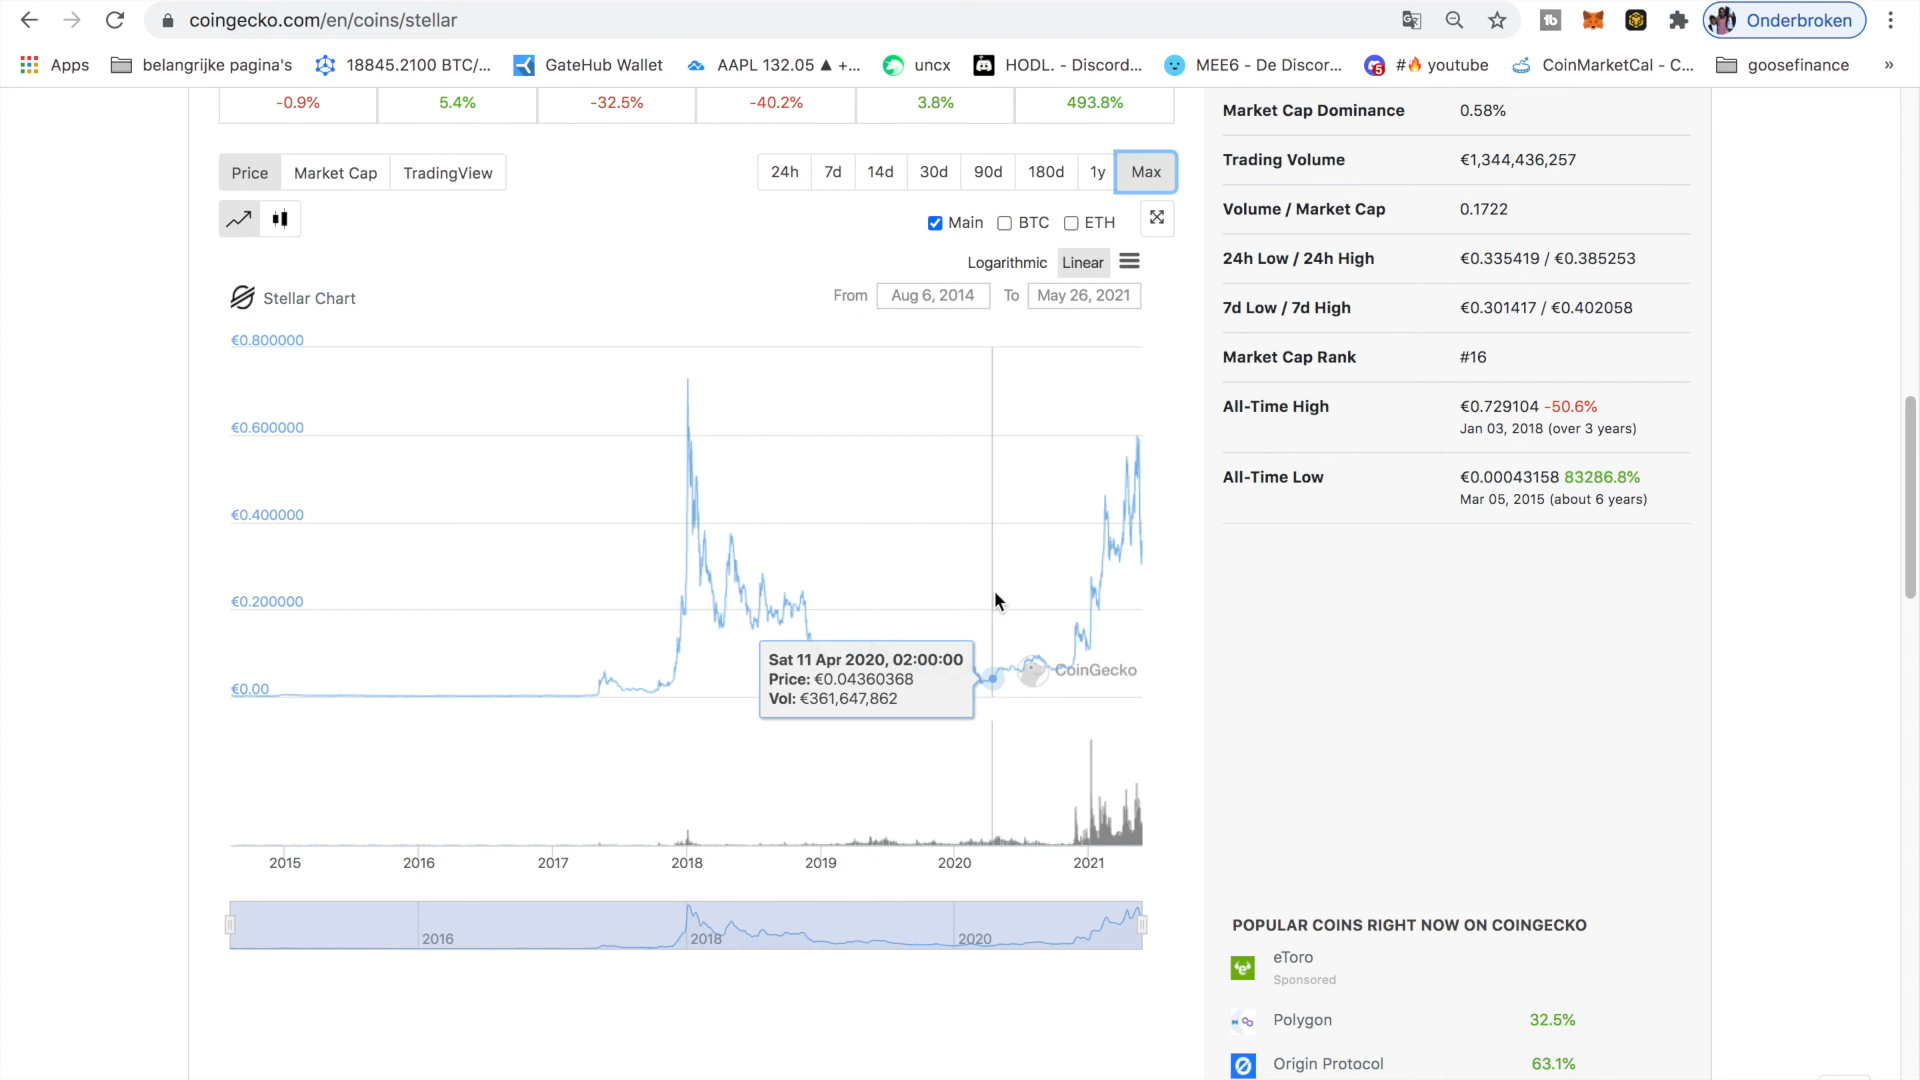 coingecko.com/en/coins/stellar
Onderbroken
Apps belangrijke pagina's 18845.2100 BTC/... GateHub Wallet AAPL 132.05 ▲ +... uncx HODL. - Discord... MEE6 - De Discor... 5 #🔥 youtube CoinMarketCal - C... goosefinance »
-0.9% 5.4% -32.5% -40.2% 3.8% 493.8%
Price Market Cap TradingView
24h 7d 14d 30d 90d 180d 1y Max
Main BTC ETH
Logarithmic Linear
Stellar Chart
From Aug 6, 2014 To May 26, 2021
€0.800000
€0.600000
€0.400000
€0.200000
€0.00
Sat 11 Apr 2020, 02:00:00
Price: €0.04360368
Vol: €361,647,862
CoinGecko
2015 2016 2017 2018 2019 2020 2021
2016 2018 2020
Market Cap Dominance 0.58%
Trading Volume €1,344,436,257
Volume / Market Cap 0.1722
24h Low / 24h High €0.335419 / €0.385253
7d Low / 7d High €0.301417 / €0.402058
Market Cap Rank #16
All-Time High €0.729104 -50.6%
Jan 03, 2018 (over 3 years)
All-Time Low €0.00043158 83286.8%
Mar 05, 2015 (about 6 years)
POPULAR COINS RIGHT NOW ON COINGECKO
eToro
Sponsored
Polygon 32.5%
Origin Protocol 63.1%